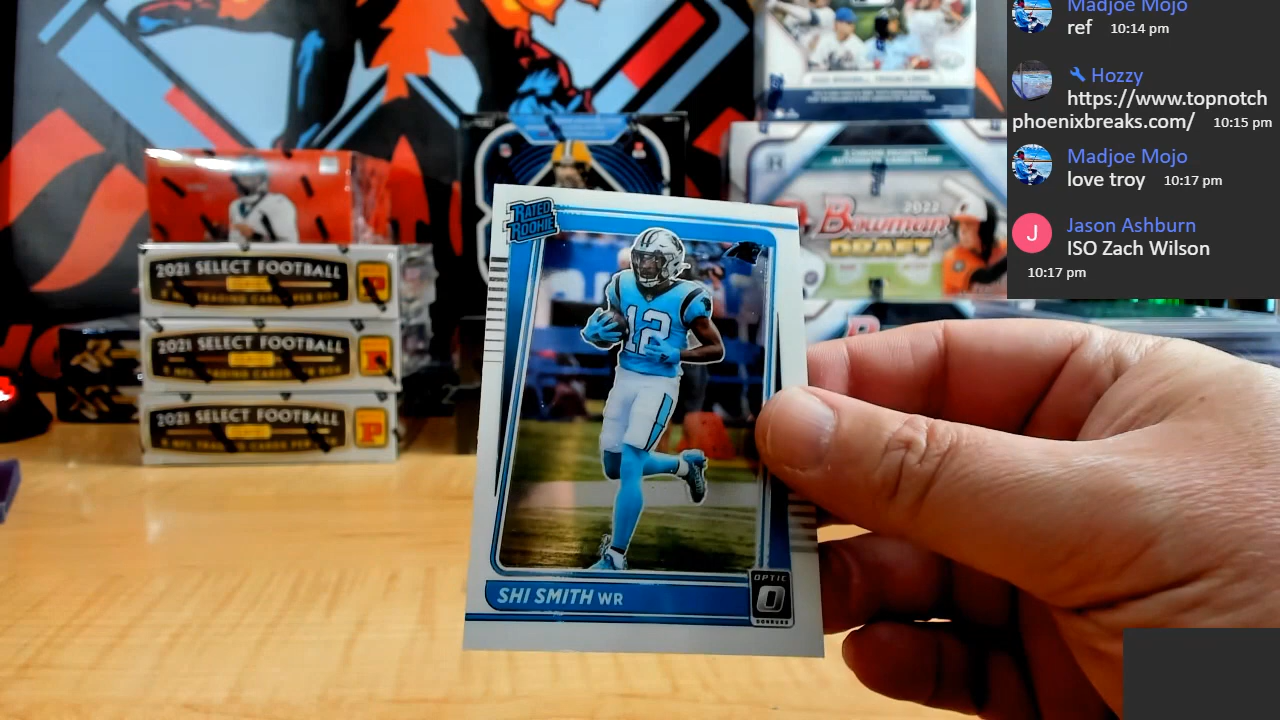 Madjoe Mojo
ref 10:14 pm
Hozzy
https://www.topnotch
phoenixbreaks.com/ 10:15 pm
Madjoe Mojo
love troy 10:17 pm
Jason Ashburn
ISO Zach Wilson
10:17 pm
2022
Bowman
DRAFT
2021 SELECT FOOTBALL
2021 SELECT FOOTBALL
2021 SELECT FOOTBALL
RATED
ROOKIE
12
SHI SMITH WR
OPTIC
DONRUSS